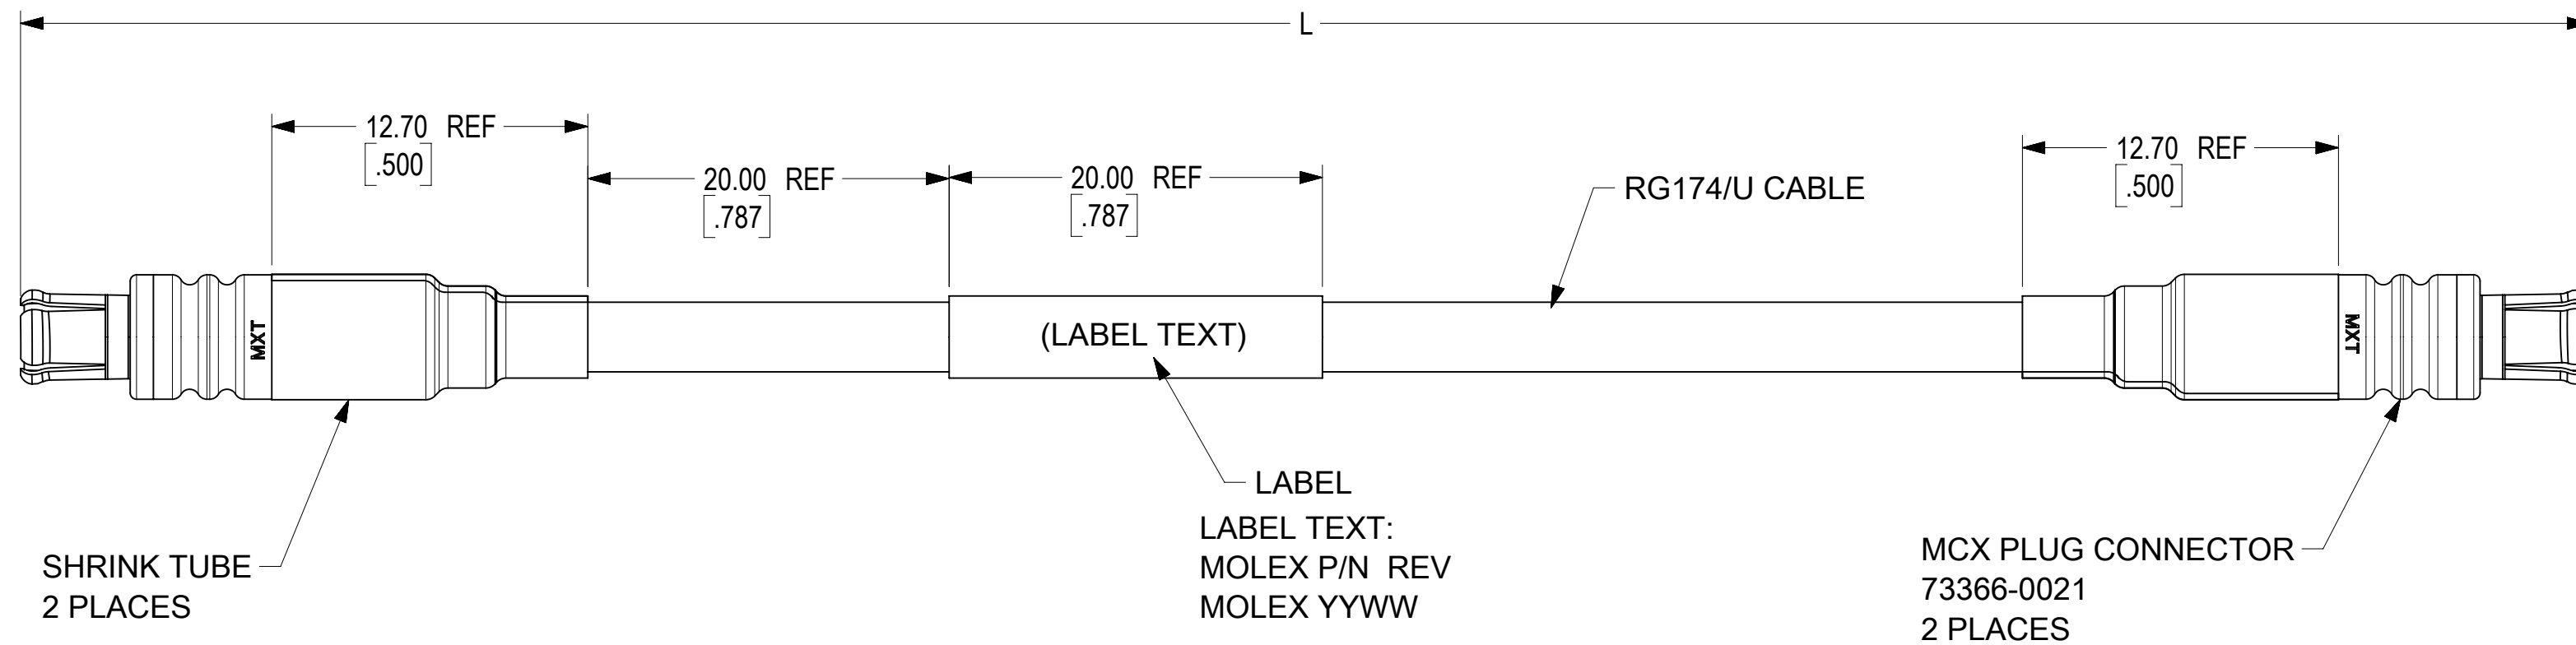 L
12.70 REF
[.500]
20.00 REF
[.787]
20.00 REF
[.787]
RG174/U CABLE
12.70 REF
[.500]
MXT
(LABEL TEXT)
MXT
LABEL
LABEL TEXT:
MOLEX P/N REV
MOLEX YYWW
SHRINK TUBE
2 PLACES
MCX PLUG CONNECTOR
73366-0021
2 PLACES